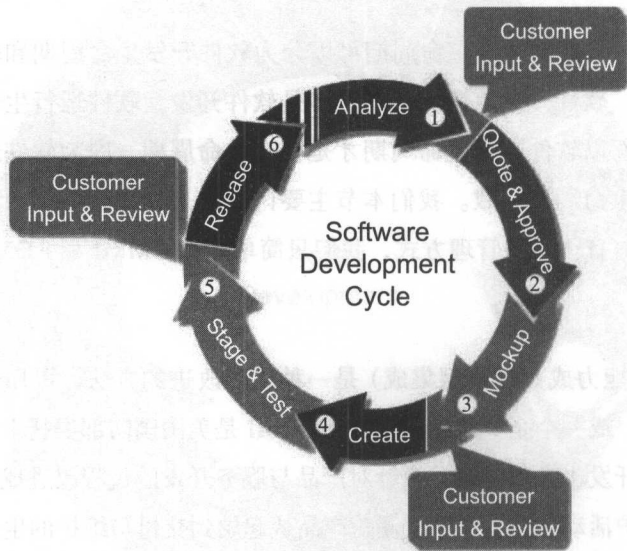 Customer
Input & Review
Analyze
1
Quote & Approve
2
Mockup
3
Customer
Input & Review
Create
4
Stage & Test
5
Customer
Input & Review
Release
6
Software
Development
Cycle